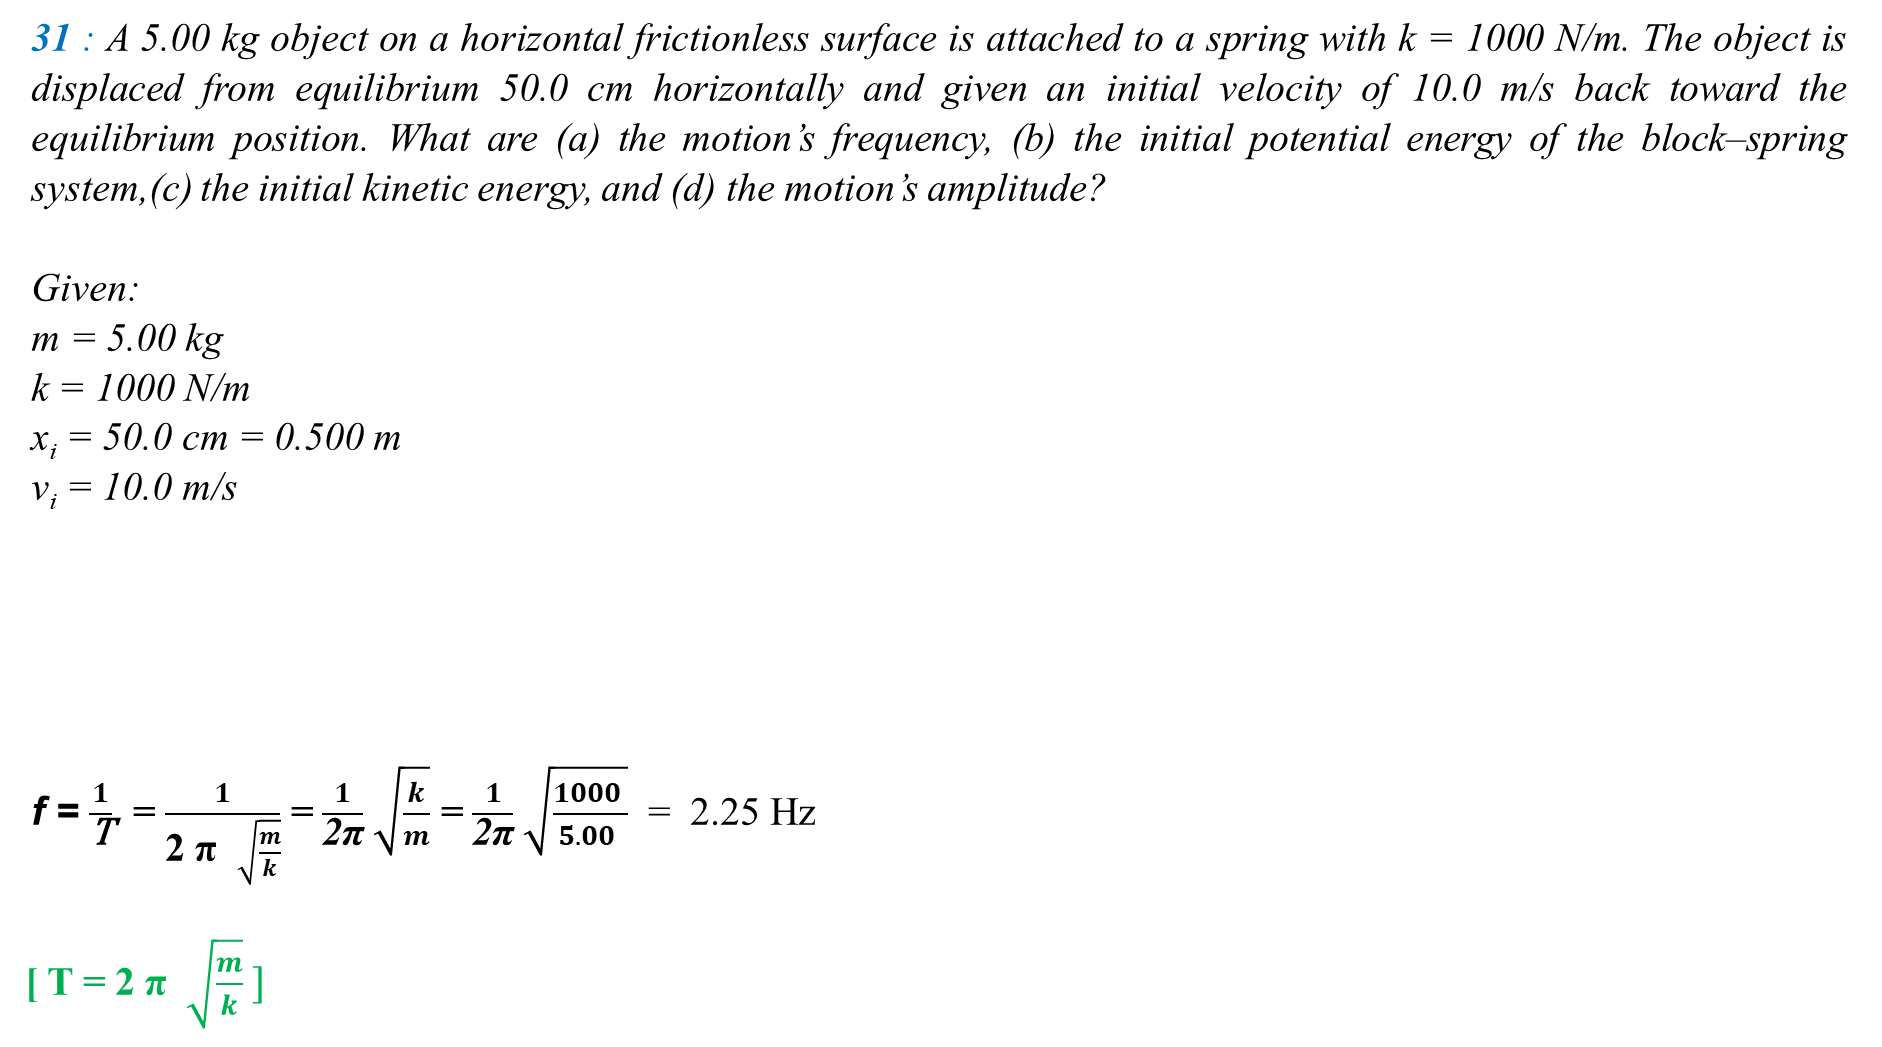 31 : A 5.00 kg object on a horizontal frictionless surface is attached to a spring with k = 1000 N/m. The object is
displaced from equilibrium 50.0 cm horizontally and given an initial velocity of 10.0 m/s back toward the
equilibrium position. What are (a) the motion’s frequency, (b) the initial potential energy of the block–spring
system,(c) the initial kinetic energy, and (d) the motion’s amplitude?
Given:
m = 5.00 kg
k = 1000 N/m
xᵢ = 50.0 cm = 0.500 m
vᵢ = 10.0 m/s
f = 1/T = 1/(2 π √(m/k)) = 1/2π √(k/m) = 1/2π √(1000/5.00) = 2.25 Hz
[ T = 2 π √(m/k) ]